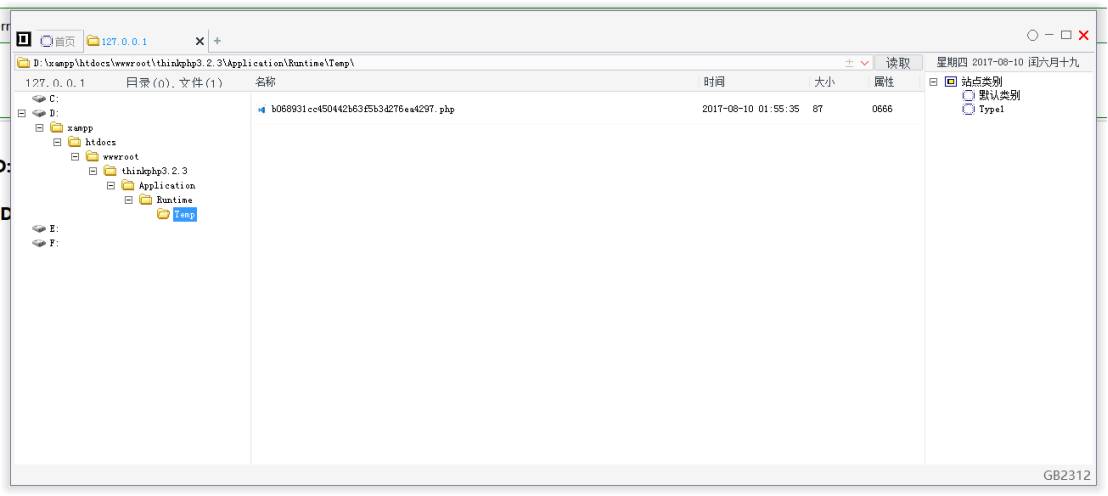 rr
首页
127.0.0.1
D:\xampp\htdocs\wwwroot\thinkphp3.2.3\Application\Runtime\Temp\
读取
星期四 2017-08-10 闰六月十九
127.0.0.1 目录(0),文件(1)
名称 时间 大小 属性
C:
D:
xampp
htdocs
wwwroot
thinkphp3.2.3
Application
Runtime
Temp
E:
F:
b068931cc450442b63f5b3d276ea4297.php 2017-08-10 01:55:35 87 0666
站点类别
默认类别
Type1
GB2312